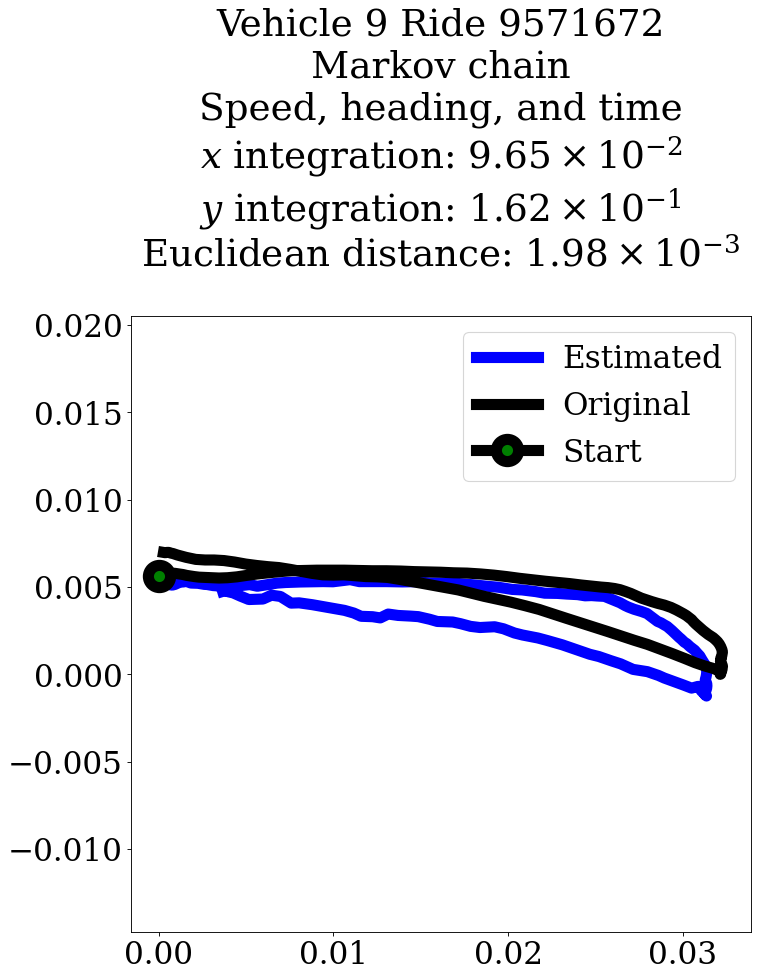 Vehicle 9 Ride 9571672
Markov chain
Speed, heading, and time
x integration: 9.65 × 10⁻²
y integration: 1.62 × 10⁻¹
Euclidean distance: 1.98 × 10⁻³
Estimated
Original
Start
0.020
0.015
0.010
0.005
0.000
−0.005
−0.010
0.00 0.01 0.02 0.03